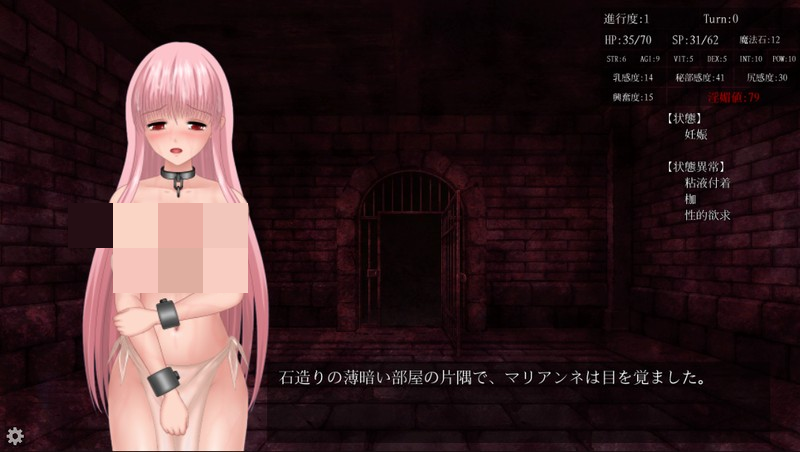 進行度:1 Turn:0
HP:35/70 SP:31/62 魔法石:12
STR:6 AGI:9 VIT:5 DEX:5 INT:10 POW:10
乳感度:14 秘部感度:41 尻感度:30
興奮度:15 淫媚値:79
【状態】
妊娠
【状態異常】
粘液付着
枷
性的欲求
石造りの薄暗い部屋の片隅で、マリアンネは目を覚ました。